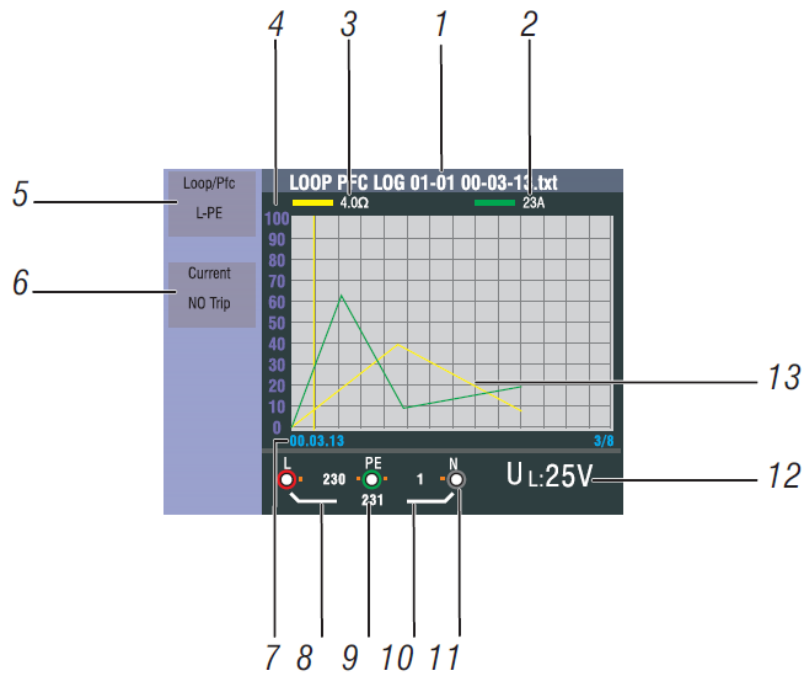 4 3 1 2
5
6
Loop/Pfc
L-PE
Current
NO Trip
LOOP PFC LOG 01-01 00-03-13.txt
4.0Ω 23A
100
90
80
70
60
50
40
30
20
10
0
00.03.13 3/8
13
L PE N
230 1
231
UL:25V
12
7 8 9 10 11